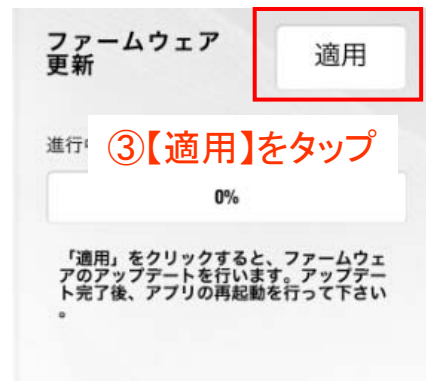 ファームウェア
更新
適用
進行
③【適用】をタップ
0%
「適用」をクリックすると、ファームウェ
アのアップデートを行います。アップデー
ト完了後、アプリの再起動を行って下さい
。